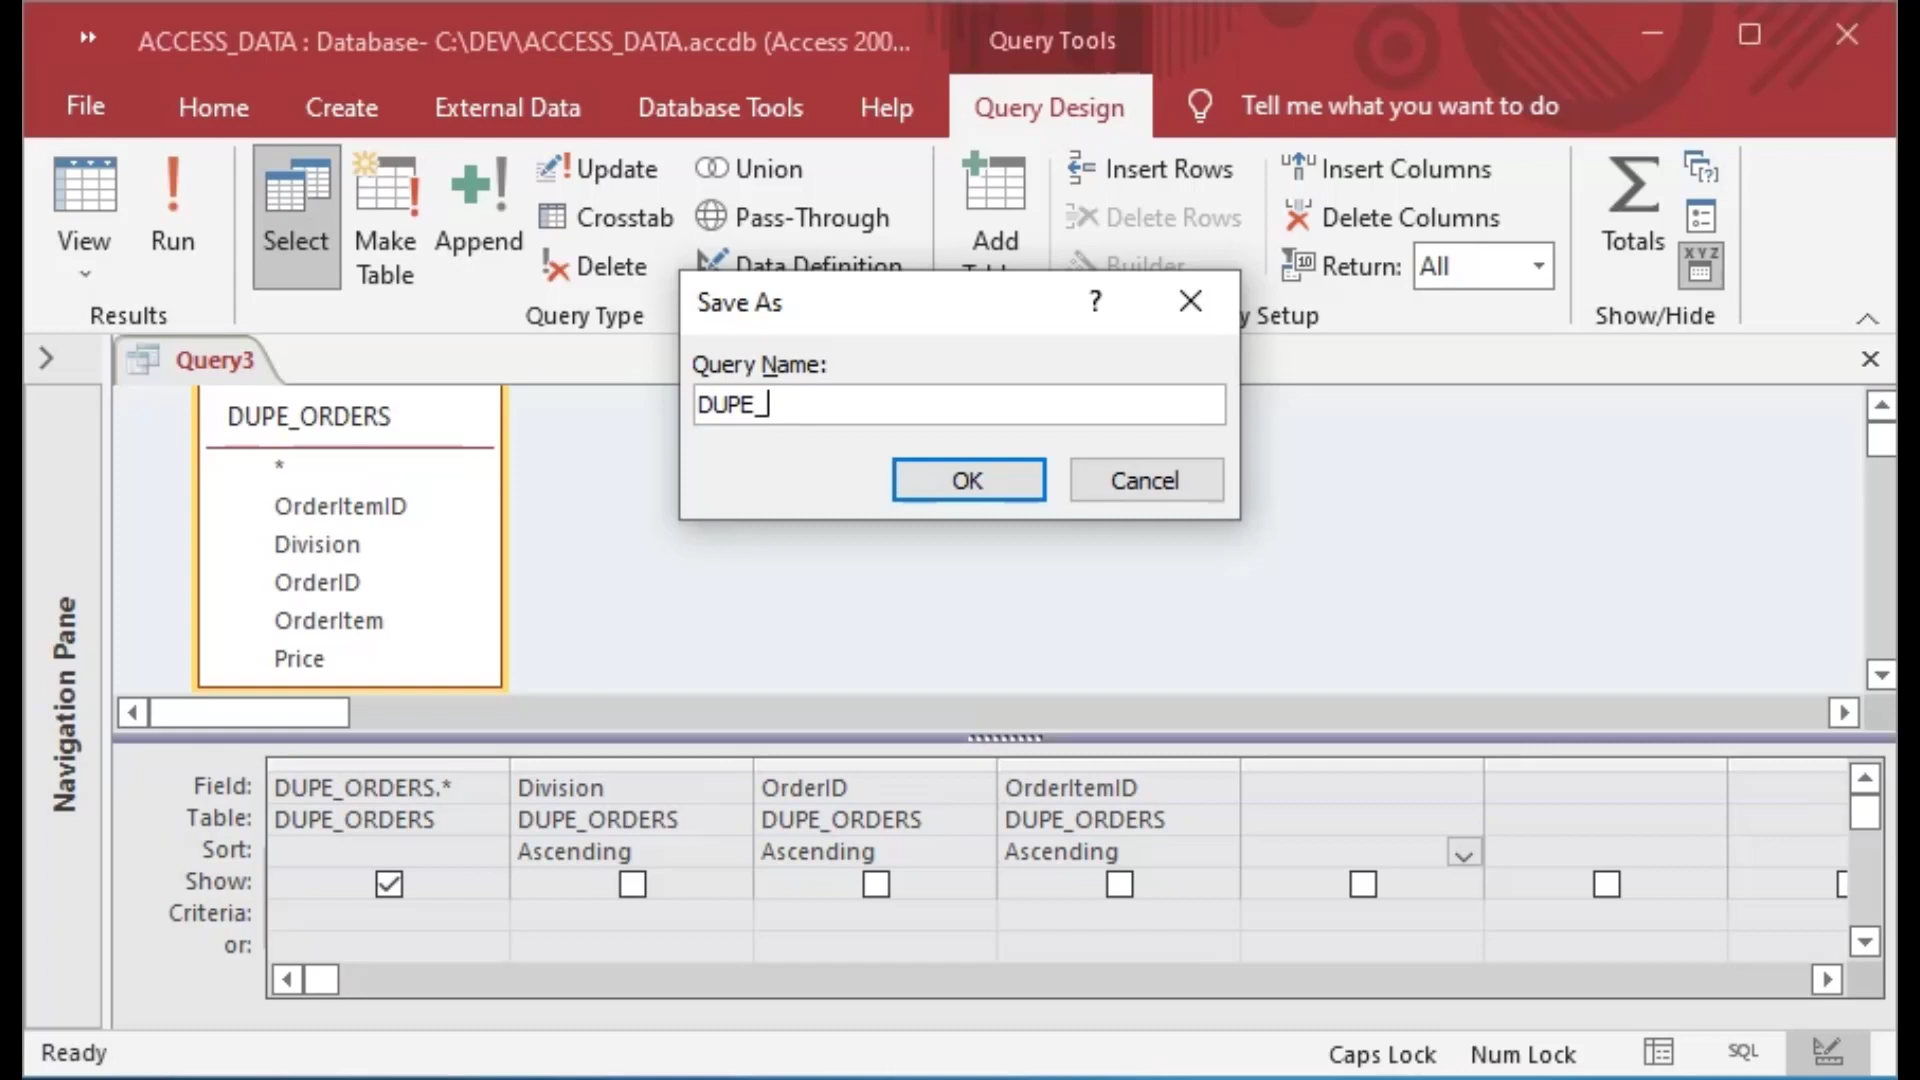 ACCESS_DATA : Database- C:\DEV\ACCESS_DATA.accdb (Access 200...
Query Tools
File
Home
Create
External Data
Database Tools
Help
Query Design
Tell me what you want to do
View
Run
Select
Make
Table
Append
Update
Crosstab
Delete
Union
Pass-Through
Data Definition
Add
Insert Rows
Delete Rows
Builder
Insert Columns
Delete Columns
10
Return: All
Totals
[?]
XYZ
Results
Query Type
y Setup
Show/Hide
Query3
Save As
?
Query Name:
DUPE_
OK
Cancel
DUPE_ORDERS
*
OrderItemID
Division
OrderID
OrderItem
Price
Navigation Pane
Field: DUPE_ORDERS.* Division OrderID OrderItemID
Table: DUPE_ORDERS DUPE_ORDERS DUPE_ORDERS DUPE_ORDERS
Sort: Ascending Ascending Ascending
Show:
Criteria:
or:
Ready
Caps Lock
Num Lock
SQL